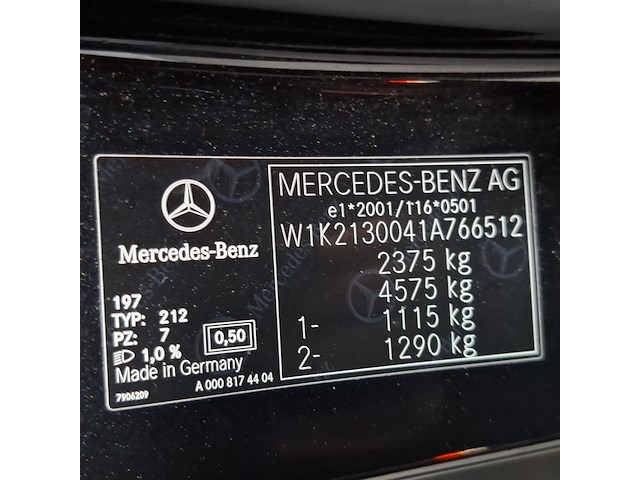 Mercedes-Benz
197
TYP: 212
PZ: 7
1,0 %
0,50
Made in Germany
7906209
A 000 817 44 04
MERCEDES-BENZ AG
e1*2001/116*0501
W1K2130041A766512
2375 kg
4575 kg
1- 1115 kg
2- 1290 kg